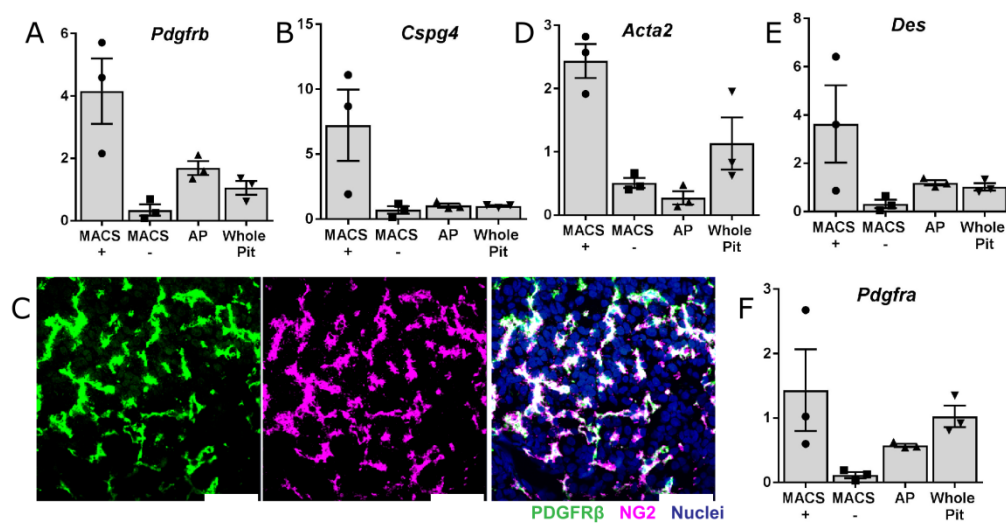 A
Pdgfrb
6
4
2
0
MACS MACS AP Whole
+ - Pit
B
Cspg4
15
10
5
0
MACS MACS AP Whole
+ - Pit
D
Acta2
3
2
1
0
MACS MACS AP Whole
+ - Pit
E
Des
8
6
4
2
0
MACS MACS AP Whole
+ - Pit
C
PDGFRβ NG2 Nuclei
F
Pdgfra
3
2
1
0
MACS MACS AP Whole
+ - Pit